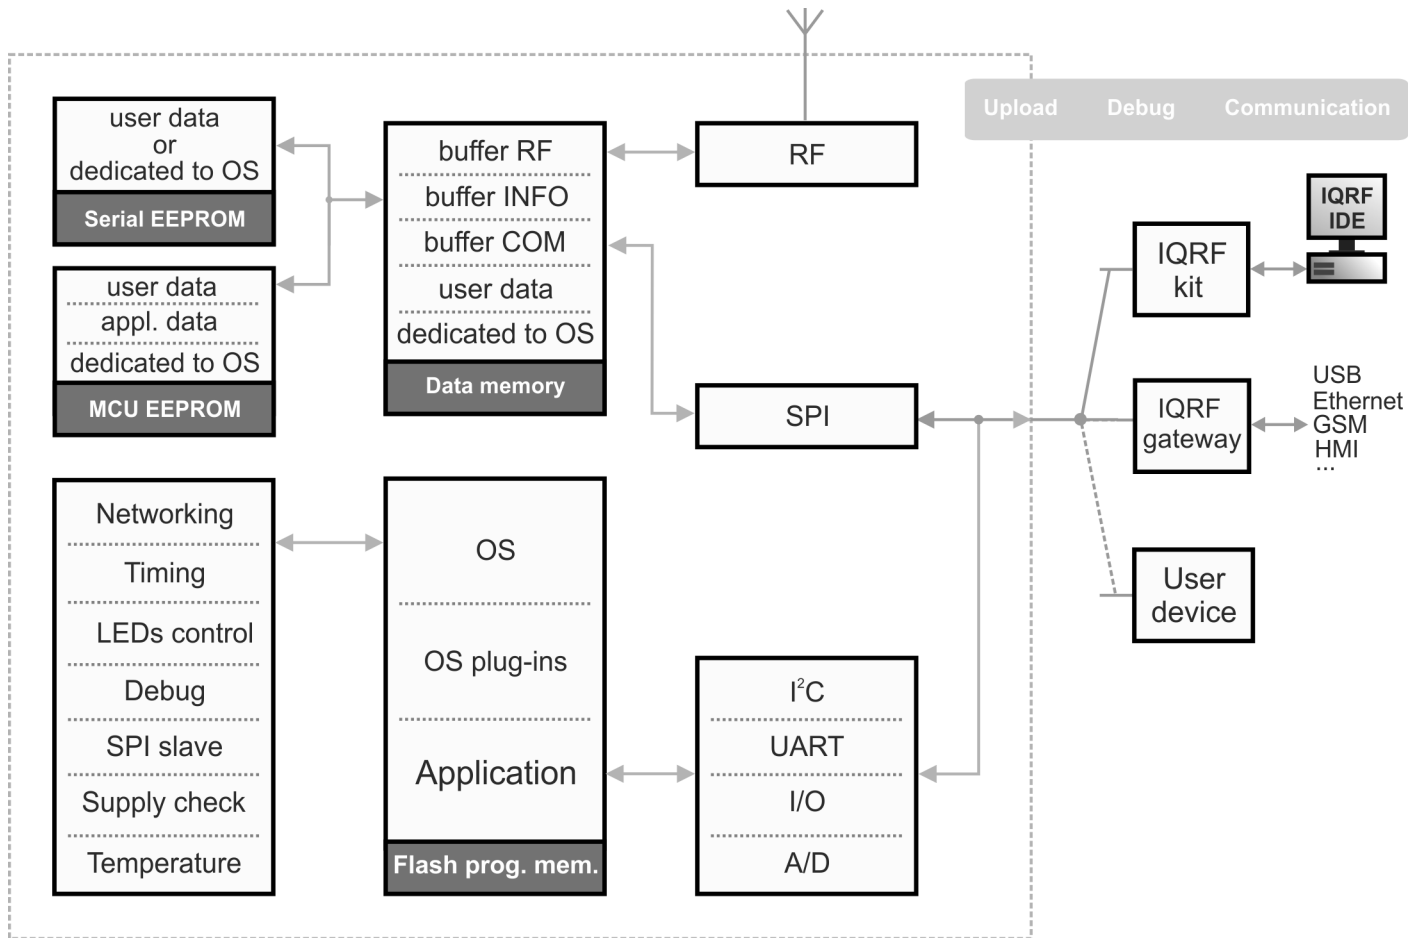 Upload Debug Communication
user data
or
dedicated to OS
Serial EEPROM
user data
appl. data
dedicated to OS
MCU EEPROM
buffer RF
buffer INFO
buffer COM
user data
dedicated to OS
Data memory
RF
SPI
IQRF
kit
IQRF
IDE
IQRF
gateway
USB
Ethernet
GSM
HMI
...
User
device
Networking
Timing
LEDs control
Debug
SPI slave
Supply check
Temperature
OS
OS plug-ins
Application
Flash prog. mem.
I²C
UART
I/O
A/D